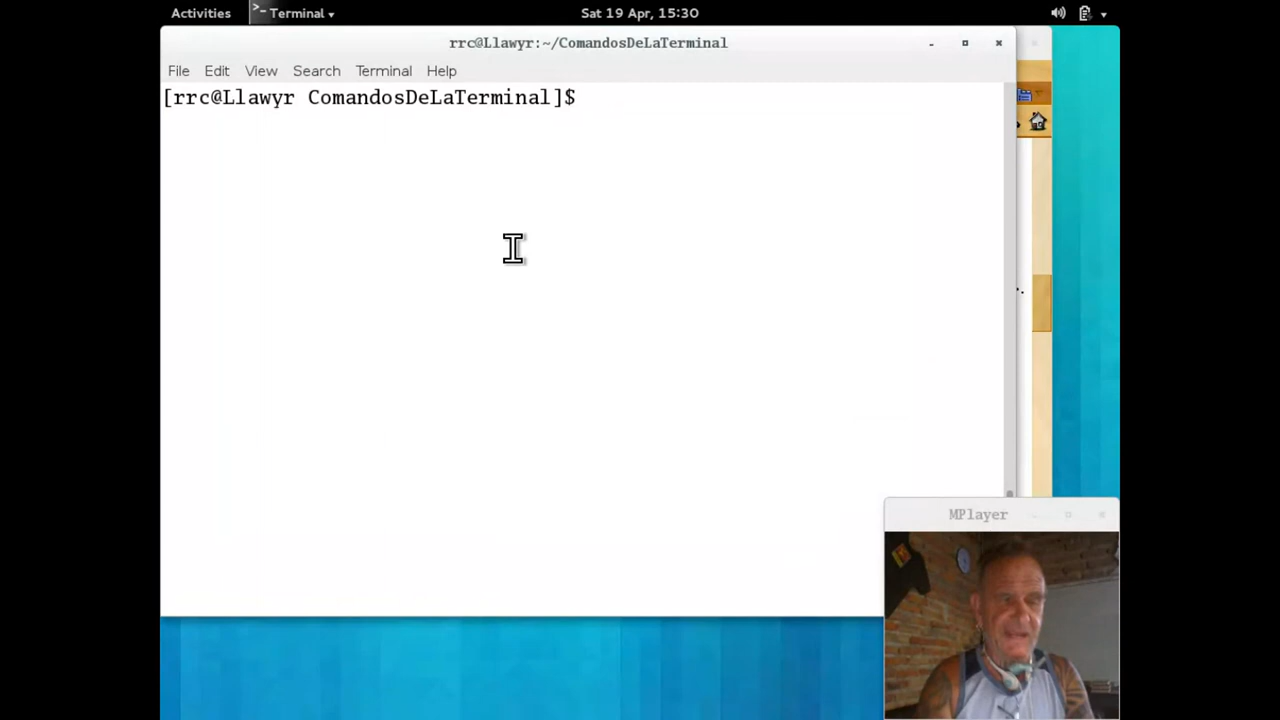 Activities
Terminal
Sat 19 Apr, 15:30
rrc@Llawyr:~/ComandosDeLaTerminal
File Edit View Search Terminal Help
[rrc@Llawyr ComandosDeLaTerminal]$
MPlayer